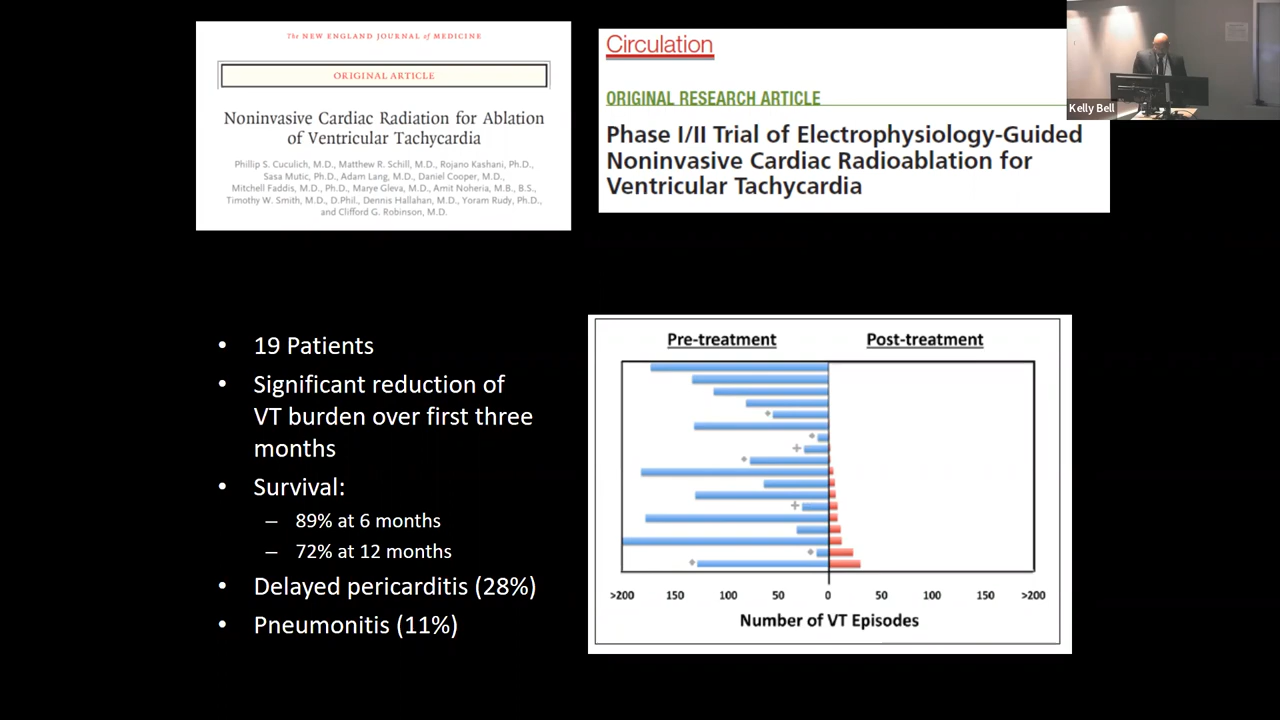 The NEW ENGLAND JOURNAL of MEDICINE
ORIGINAL ARTICLE
Noninvasive Cardiac Radiation for Ablation
of Ventricular Tachycardia
Phillip S. Cuculich, M.D., Matthew R. Schill, M.D., Rojano Kashani, Ph.D.,
Sasa Mutic, Ph.D., Adam Lang, M.D., Daniel Cooper, M.D.,
Mitchell Faddis, M.D., Ph.D., Marye Gleva, M.D., Amit Noheria, M.B., B.S.,
Timothy W. Smith, M.D., D.Phil., Dennis Hallahan, M.D., Yoram Rudy, Ph.D.,
and Clifford G. Robinson, M.D.
Circulation
ORIGINAL RESEARCH ARTICLE
Phase I/II Trial of Electrophysiology-Guided
Noninvasive Cardiac Radioablation for
Ventricular Tachycardia
Kelly Bell
• 19 Patients
• Significant reduction of
VT burden over first three
months
• Survival:
– 89% at 6 months
– 72% at 12 months
• Delayed pericarditis (28%)
• Pneumonitis (11%)
Pre-treatment Post-treatment
>200 150 100 50 0 50 100 150 >200
Number of VT Episodes